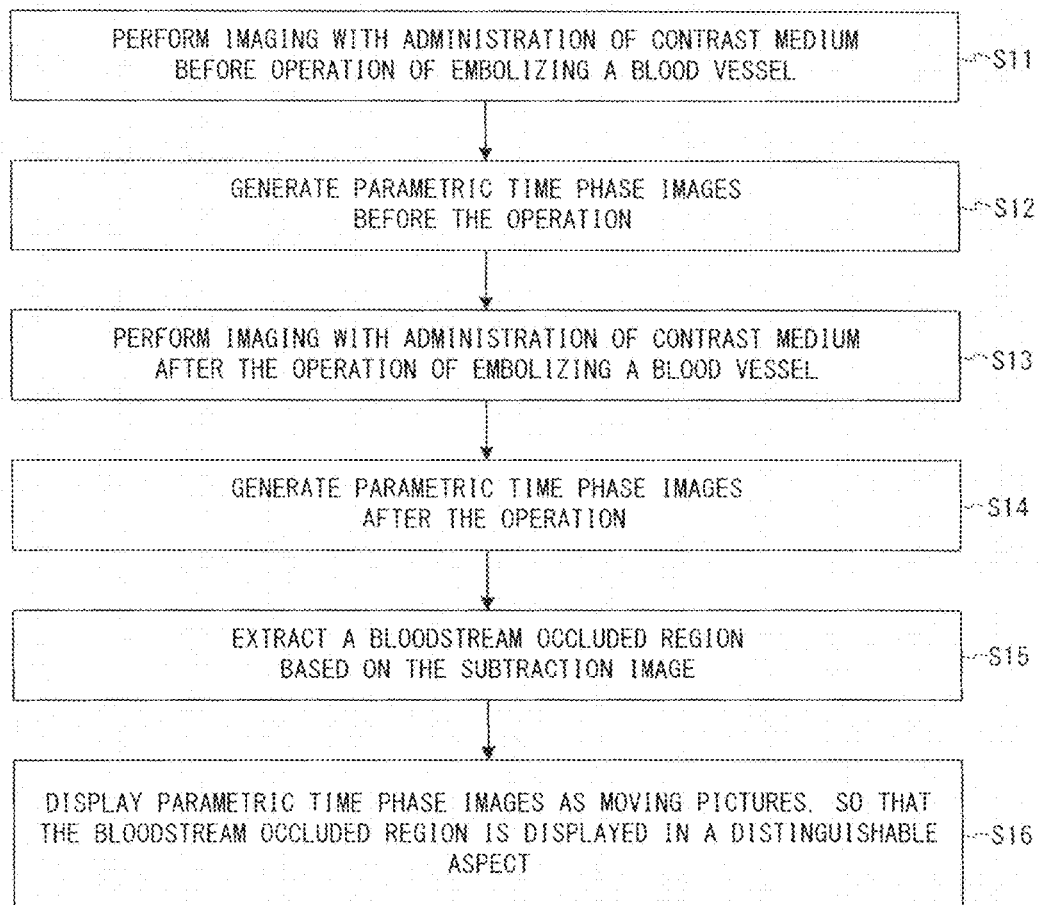 PERFORM IMAGING WITH ADMINISTRATION OF CONTRAST MEDIUM
BEFORE OPERATION OF EMBOLIZING A BLOOD VESSEL
S11
GENERATE PARAMETRIC TIME PHASE IMAGES
BEFORE THE OPERATION
S12
PERFORM IMAGING WITH ADMINISTRATION OF CONTRAST MEDIUM
AFTER THE OPERATION OF EMBOLIZING A BLOOD VESSEL
S13
GENERATE PARAMETRIC TIME PHASE IMAGES
AFTER THE OPERATION
S14
EXTRACT A BLOODSTREAM OCCLUDED REGION
BASED ON THE SUBTRACTION IMAGE
S15
DISPLAY PARAMETRIC TIME PHASE IMAGES AS MOVING PICTURES, SO THAT
THE BLOODSTREAM OCCLUDED REGION IS DISPLAYED IN A DISTINGUISHABLE
ASPECT
S16